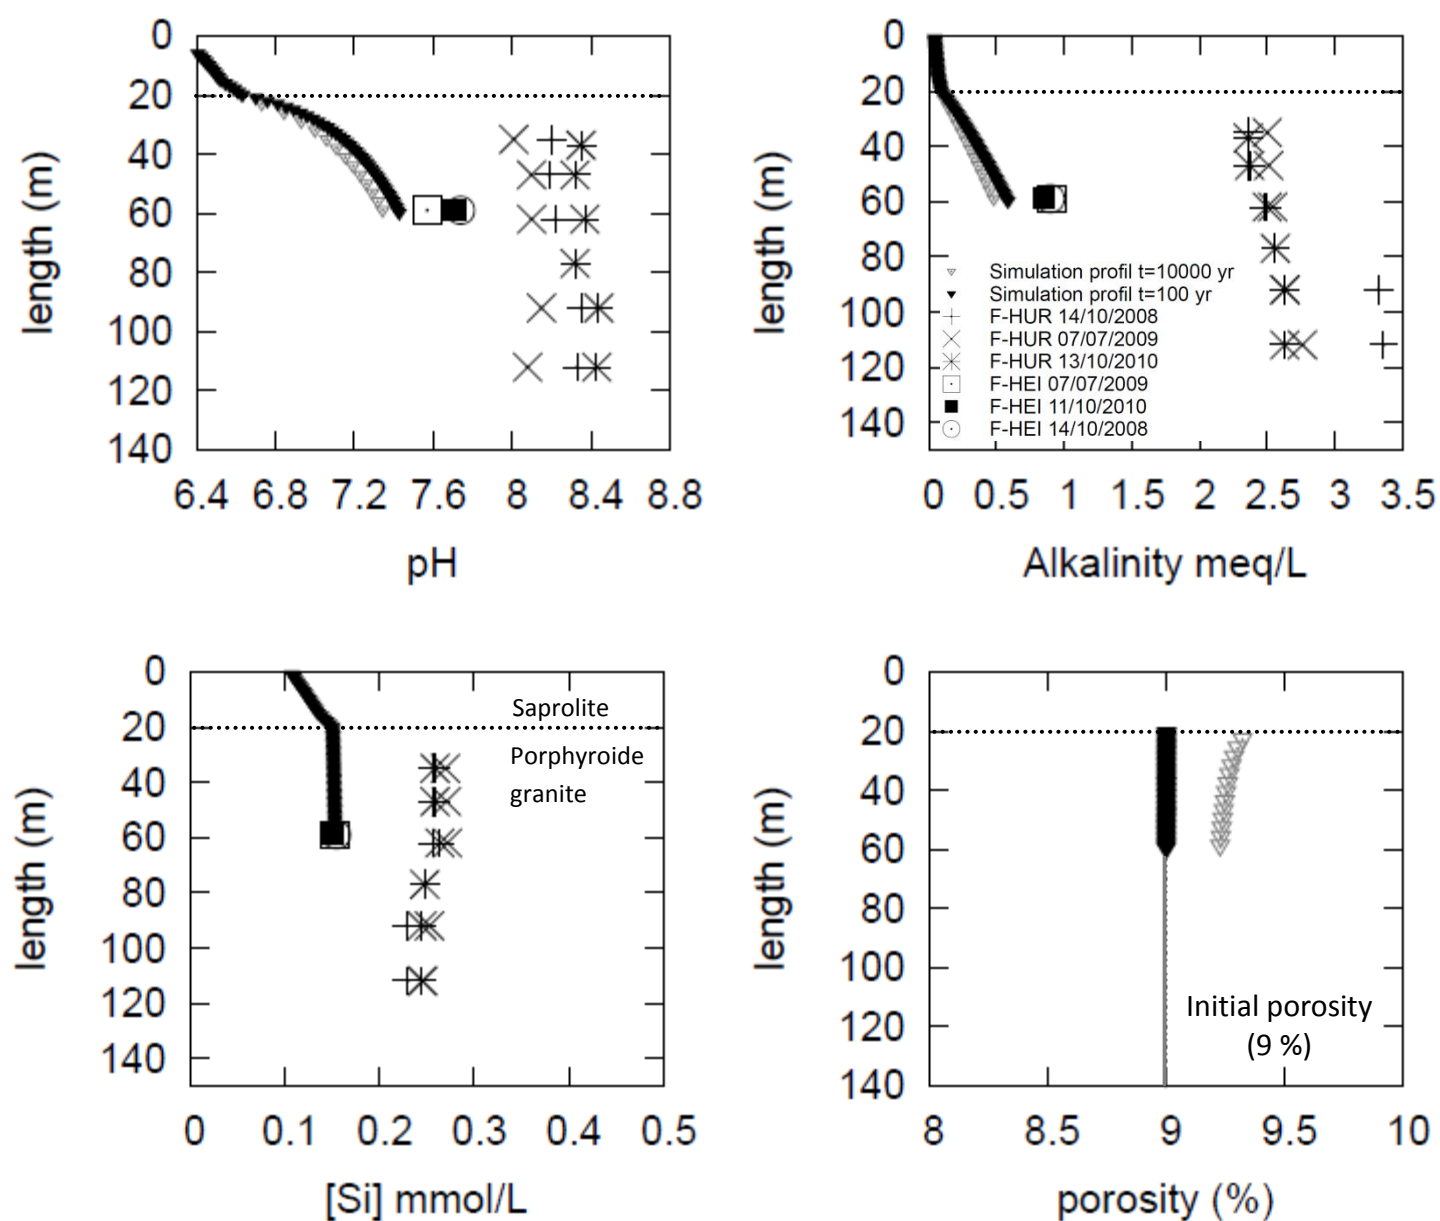 0
20
40
60
80
100
120
140
length (m)
6.4 6.8 7.2 7.6 8 8.4 8.8
pH
0
20
40
60
80
100
120
140
length (m)
Simulation profil t=10000 yr
Simulation profil t=100 yr
F-HUR 14/10/2008
F-HUR 07/07/2009
F-HUR 13/10/2010
F-HEI 07/07/2009
F-HEI 11/10/2010
F-HEI 14/10/2008
0 0.5 1 1.5 2 2.5 3 3.5
Alkalinity meq/L
0
20
40
60
80
100
120
140
length (m)
Saprolite
Porphyroide
granite
0 0.1 0.2 0.3 0.4 0.5
[Si] mmol/L
0
20
40
60
80
100
120
140
length (m)
Initial porosity
(9 %)
8 8.5 9 9.5 10
porosity (%)